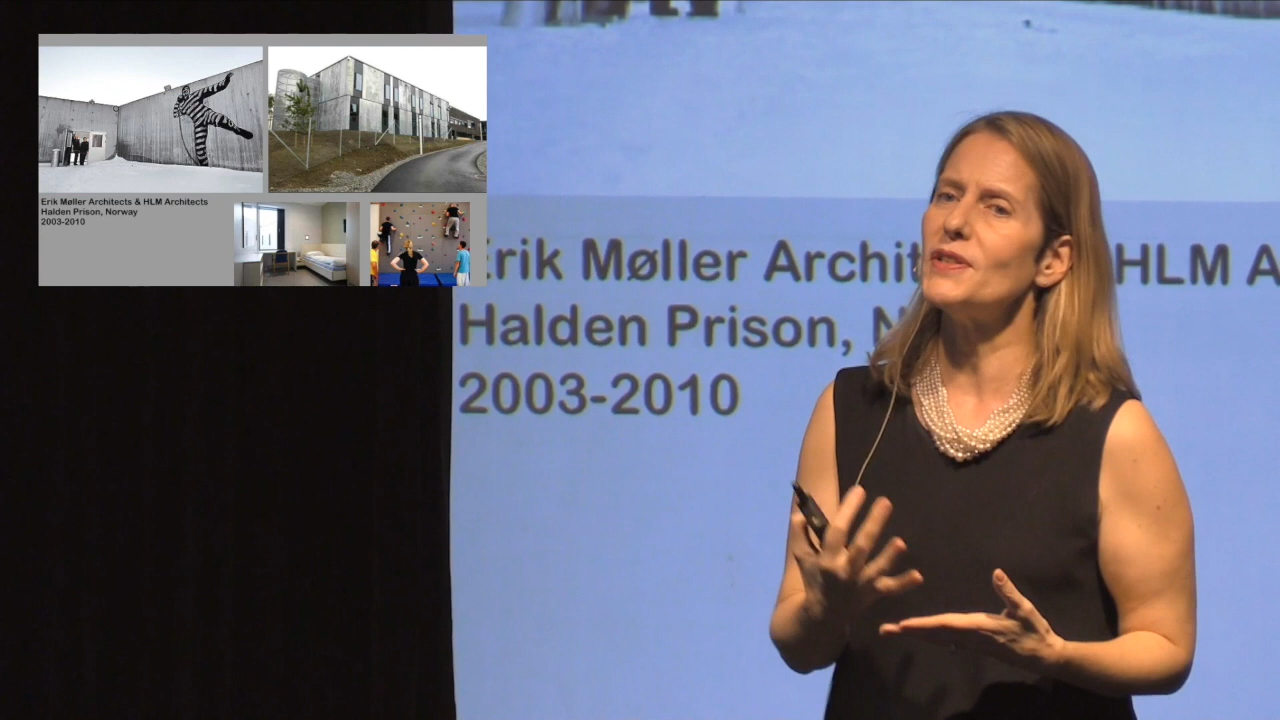 Erik Møller Architects & HLM Architects
Halden Prison, Norway
2003-2010
Erik Møller Archit HLM A
Halden Prison, N
2003-2010